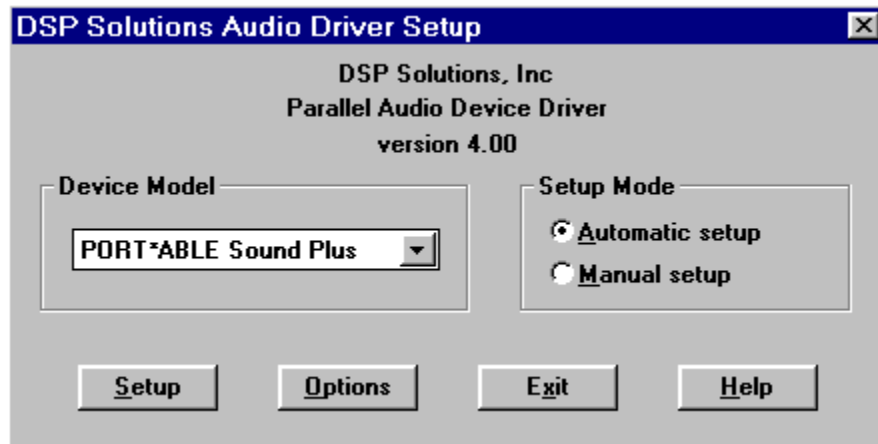 DSP Solutions Audio Driver Setup
DSP Solutions, Inc
Parallel Audio Device Driver
version 4.00
Device Model
PORT*ABLE Sound Plus
Setup Mode
Automatic setup
Manual setup
Setup Options Exit Help